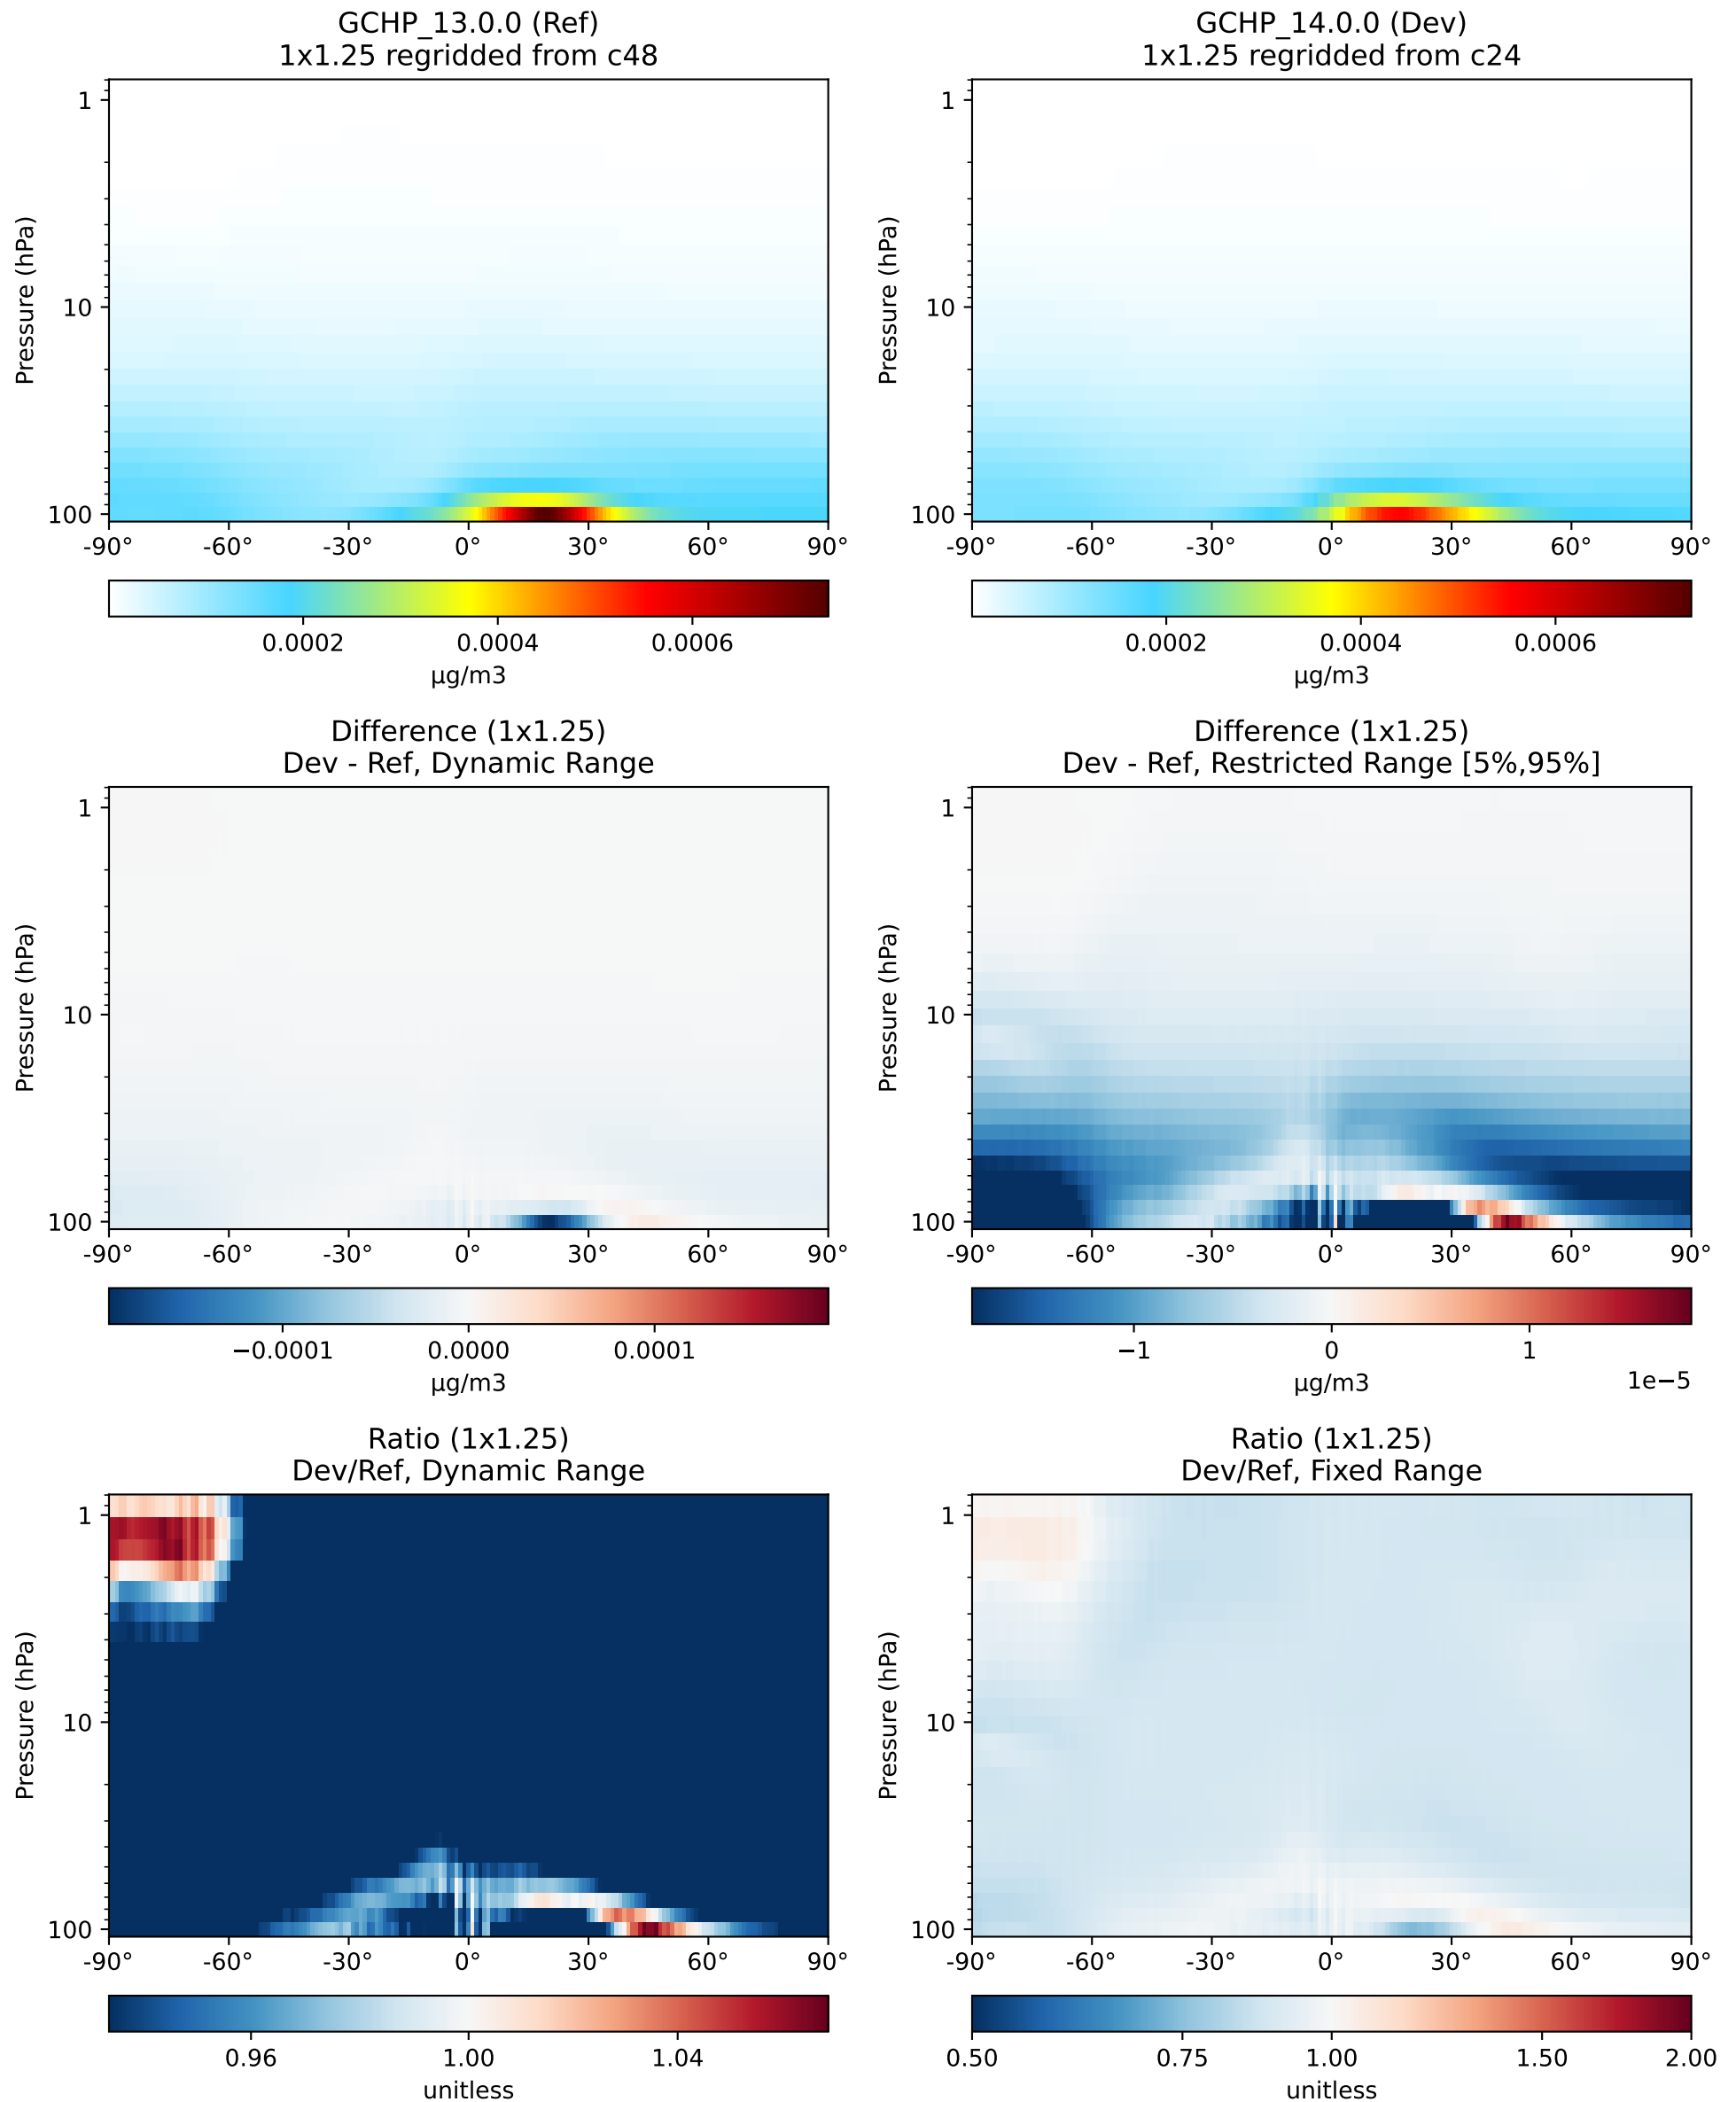 GCHP_13.0.0 (Ref)
1x1.25 regridded from c48
Pressure (hPa)
1
10
100
-90° -60° -30° 0° 30° 60° 90°
0.0002 0.0004 0.0006
µg/m3
GCHP_14.0.0 (Dev)
1x1.25 regridded from c24
Pressure (hPa)
1
10
100
-90° -60° -30° 0° 30° 60° 90°
0.0002 0.0004 0.0006
µg/m3
Difference (1x1.25)
Dev - Ref, Dynamic Range
Pressure (hPa)
1
10
100
-90° -60° -30° 0° 30° 60° 90°
−0.0001 0.0000 0.0001
µg/m3
Difference (1x1.25)
Dev - Ref, Restricted Range [5%,95%]
Pressure (hPa)
1
10
100
-90° -60° -30° 0° 30° 60° 90°
−1 0 1
µg/m3
1e−5
Ratio (1x1.25)
Dev/Ref, Dynamic Range
Pressure (hPa)
1
10
100
-90° -60° -30° 0° 30° 60° 90°
0.96 1.00 1.04
unitless
Ratio (1x1.25)
Dev/Ref, Fixed Range
Pressure (hPa)
1
10
100
-90° -60° -30° 0° 30° 60° 90°
0.50 0.75 1.00 1.50 2.00
unitless